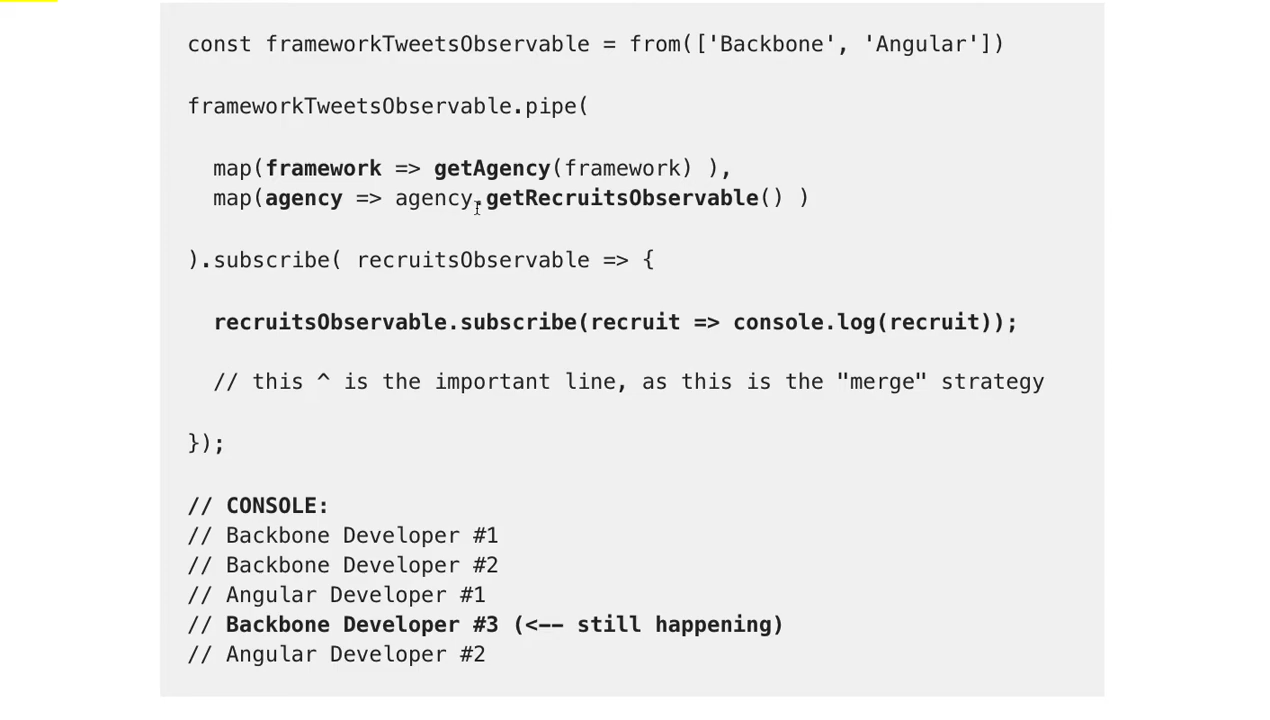 const frameworkTweetsObservable = from(['Backbone', 'Angular'])
frameworkTweetsObservable.pipe(
map(framework => getAgency(framework) ),
map(agency => agency.getRecruitsObservable() )
).subscribe( recruitsObservable => {
recruitsObservable.subscribe(recruit => console.log(recruit));
// this ^ is the important line, as this is the "merge" strategy
});
// CONSOLE:
// Backbone Developer #1
// Backbone Developer #2
// Angular Developer #1
// Backbone Developer #3 (<-- still happening)
// Angular Developer #2